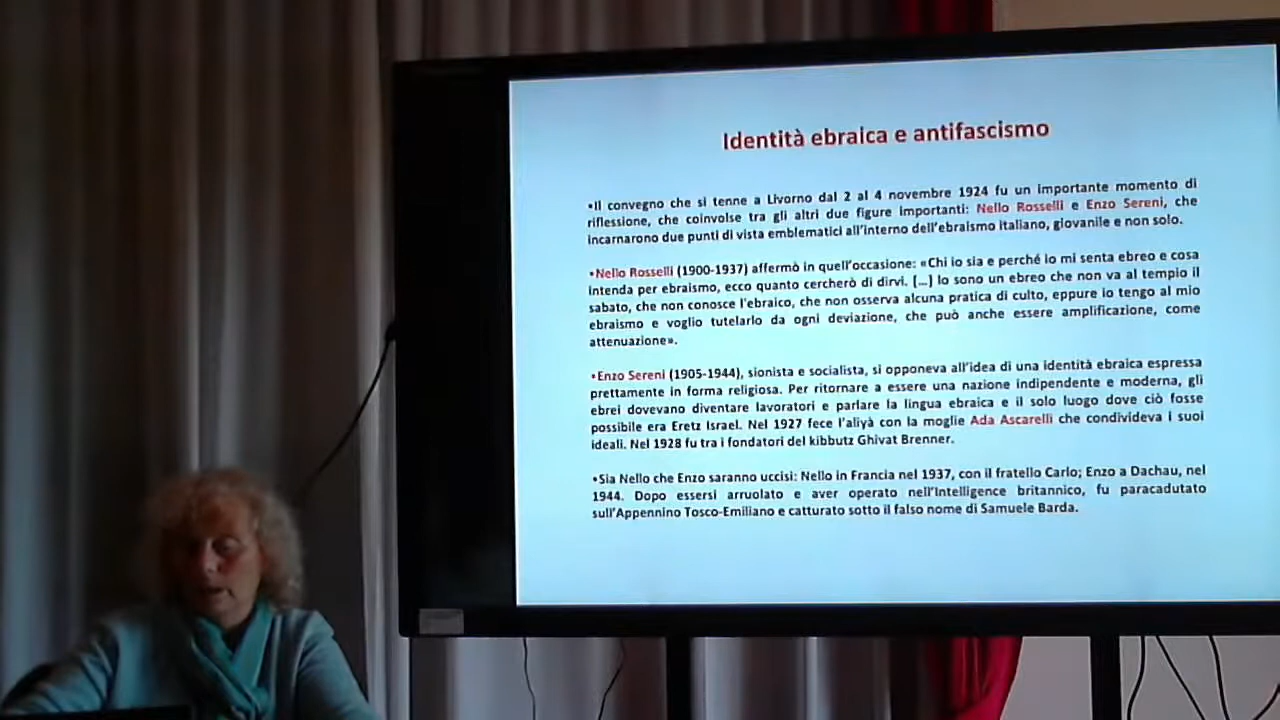 Identità ebraica e antifascismo
•Il convegno che si tenne a Livorno dal 2 al 4 novembre 1924 fu un importante momento di
riflessione, che coinvolse tra gli altri due figure importanti: Nello Rosselli e Enzo Sereni, che
incarnarono due punti di vista emblematici all'interno dell'ebraismo italiano, giovanile e non solo.
•Nello Rosselli (1900-1937) affermò in quell'occasione: «Chi io sia e perché io mi senta ebreo e cosa
intenda per ebraismo, ecco quanto cercherò di dirvi. [...] Io sono un ebreo che non va al tempio il
sabato, che non conosce l'ebraico, che non osserva alcuna pratica di culto, eppure io tengo al mio
ebraismo e voglio tutelarlo da ogni deviazione, che può anche essere amplificazione, come
attenuazione».
•Enzo Sereni (1905-1944), sionista e socialista, si opponeva all'idea di una identità ebraica espressa
prettamente in forma religiosa. Per ritornare a essere una nazione indipendente e moderna, gli
ebrei dovevano diventare lavoratori e parlare la lingua ebraica e il solo luogo dove ciò fosse
possibile era Eretz Israel. Nel 1927 fece l'aliyà con la moglie Ada Ascarelli che condivideva i suoi
ideali. Nel 1928 fu tra i fondatori del kibbutz Ghivat Brenner.
•Sia Nello che Enzo saranno uccisi: Nello in Francia nel 1937, con il fratello Carlo; Enzo a Dachau, nel
1944. Dopo essersi arruolato e aver operato nell'Intelligence britannico, fu paracadutato
sull'Appennino Tosco-Emiliano e catturato sotto il falso nome di Samuele Barda.